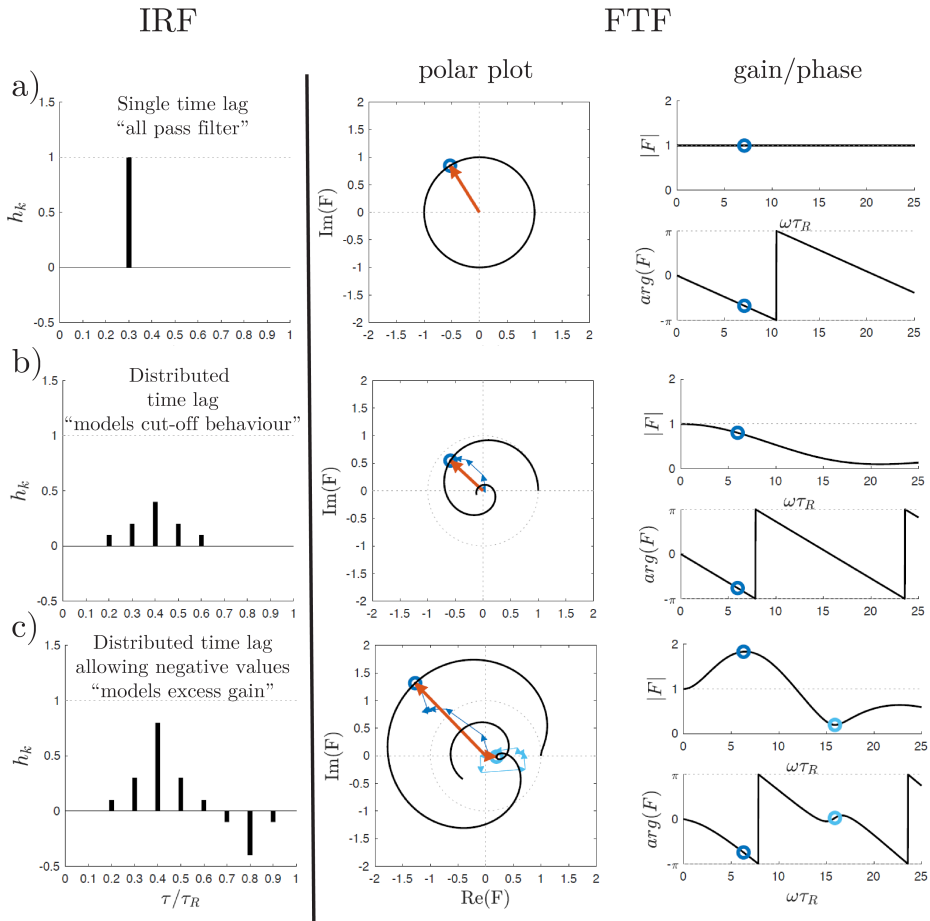 IRF
FTF
polar plot
gain/phase
a)
Single time lag
“all pass filter”
1.5
1
0.5
0
-0.5
h_k
0 0.1 0.2 0.3 0.4 0.5 0.6 0.7 0.8 0.9 1
2
1.5
1
0.5
0
-0.5
-1
-1.5
-2
Im(F)
-2 -1.5 -1 -0.5 0 0.5 1 1.5 2
2
1
0
|F|
ωτ_R
π
0
-π
arg(F)
0 5 10 15 20 25
b)
Distributed
time lag
“models cut-off behaviour”
1.5
1
0.5
0
-0.5
h_k
0 0.1 0.2 0.3 0.4 0.5 0.6 0.7 0.8 0.9 1
2
1.5
1
0.5
0
-0.5
-1
-1.5
-2
Im(F)
-2 -1.5 -1 -0.5 0 0.5 1 1.5 2
2
1
0
|F|
0 5 10 15 20 25
ωτ_R
π
0
-π
arg(F)
0 5 10 15 20 25
c)
Distributed time lag
allowing negative values
“models excess gain”
1.5
1
0.5
0
-0.5
h_k
0 0.1 0.2 0.3 0.4 0.5 0.6 0.7 0.8 0.9 1
τ/τ_R
2
1.5
1
0.5
0
-0.5
-1
-1.5
-2
Im(F)
-2 -1.5 -1 -0.5 0 0.5 1 1.5 2
Re(F)
2
1
0
|F|
0 5 10 15 20 25
ωτ_R
π
0
-π
arg(F)
0 5 10 15 20 25
ωτ_R